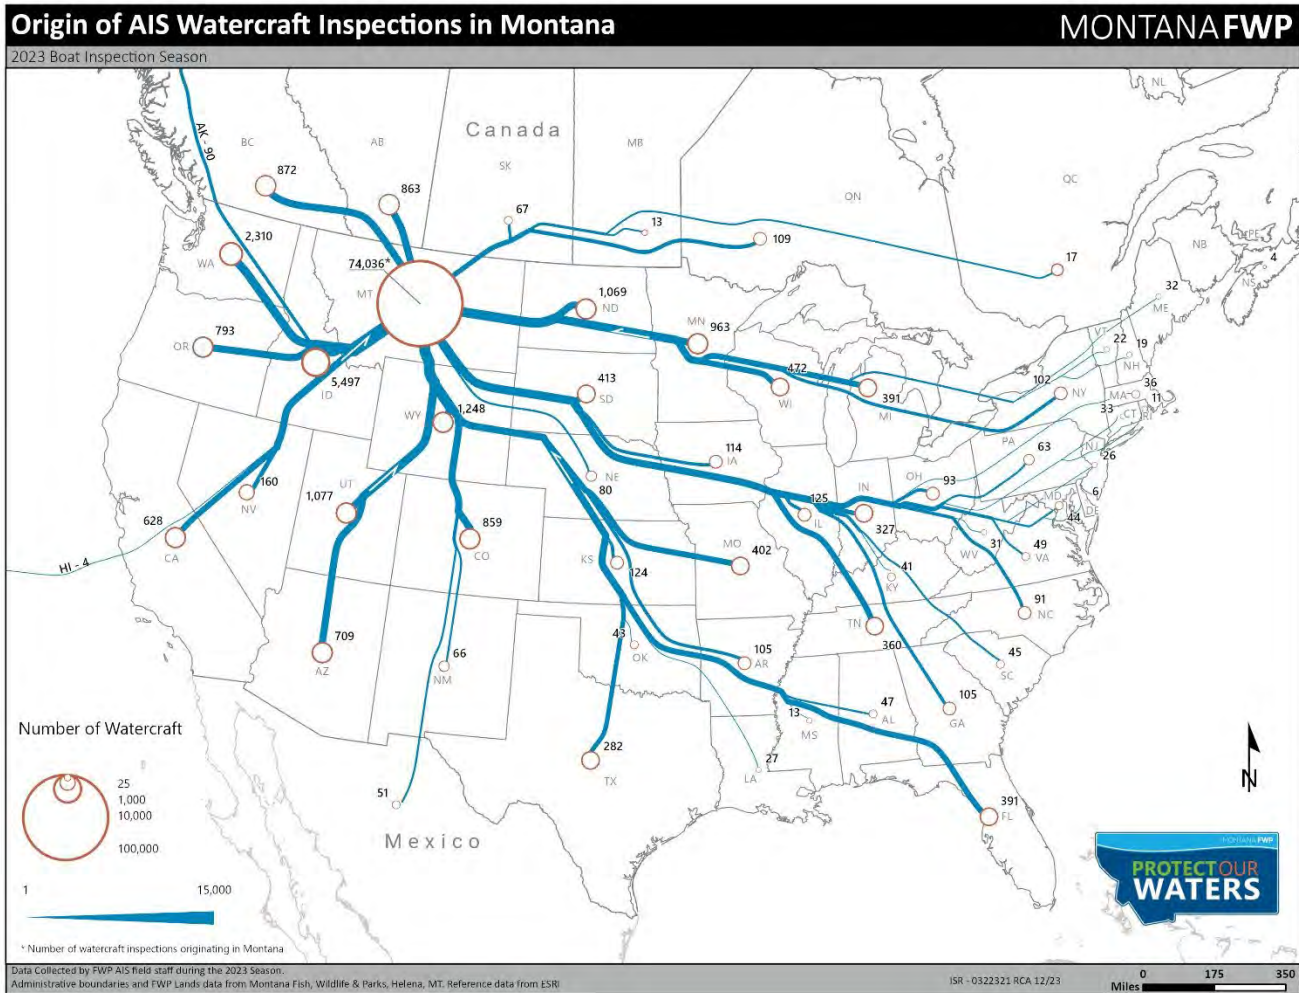 Origin of AIS Watercraft Inspections in Montana
MONTANA FWP
2023 Boat Inspection Season
NL
AK - 90
Canada
BC
AB
SK
MB
ON
QC
872
863
67
13
109
17
NB
PE
4
NS
2,310
WA
74,036*
MT
1,069
ND
32
ME
793
OR
MN
963
VT
22
19
NH
5,497
ID
472
WI
391
MI
102
NY
36
MA
11
413
SD
WY
1,248
33
CT
RI
PA
63
NJ
26
114
IA
NE
80
OH
93
IN
160
NV
UT
1,077
125
IL
327
MD
6
DE
44
628
CA
859
CO
MO
402
KS
124
WV
31
49
VA
HI - 4
41
KY
91
NC
TN
360
709
AZ
66
NM
43
OK
105
AR
45
SC
105
GA
47
AL
13
MS
282
TX
27
LA
51
Mexico
391
FL
N
Number of Watercraft
25
1,000
10,000
100,000
1
15,000
* Number of watercraft inspections originating in Montana
MONTANA FWP
PROTECT OUR
WATERS
Data Collected by FWP AIS field staff during the 2023 Season.
Administrative boundaries and FWP Lands data from Montana Fish, Wildlife & Parks, Helena, MT. Reference data from ESRI
ISR - 0322321 RCA 12/23
0
175
350
Miles